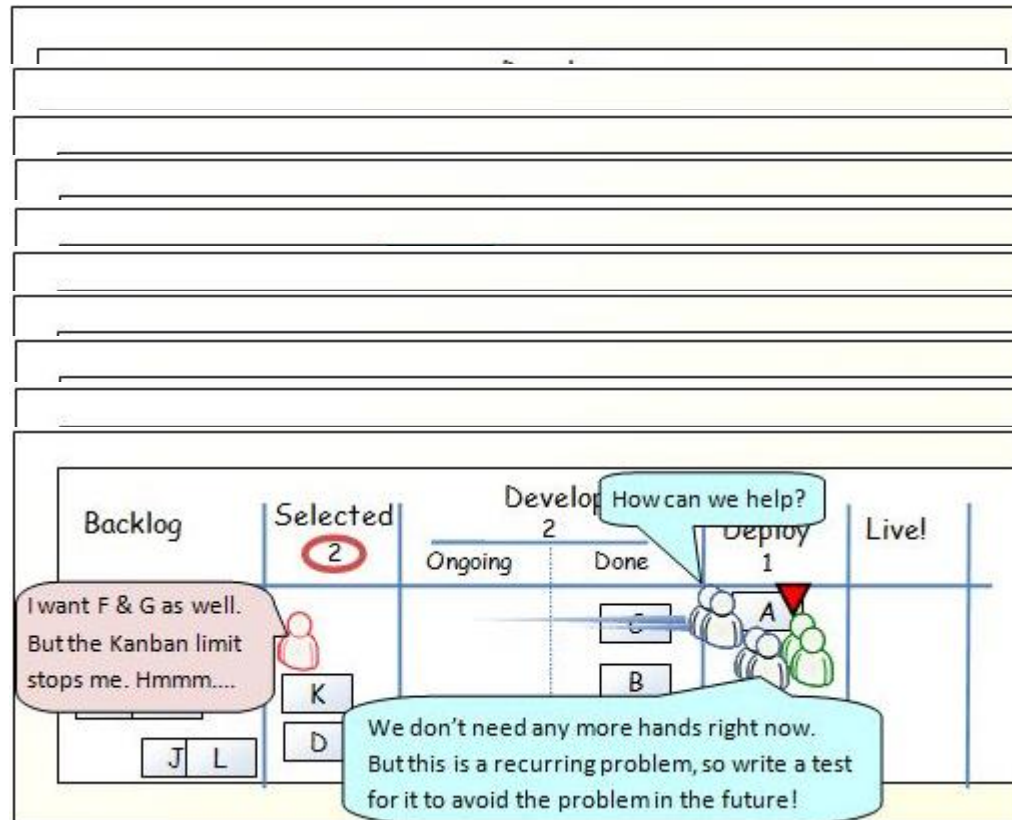 Backlog
Selected
2
Develop
2
Ongoing
Done
How can we help?
Deploy
1
Live!
I want F & G as well.
But the Kanban limit
stops me. Hmmm....
A
C
B
K
D
J L
We don't need any more hands right now.
But this is a recurring problem, so write a test
for it to avoid the problem in the future!